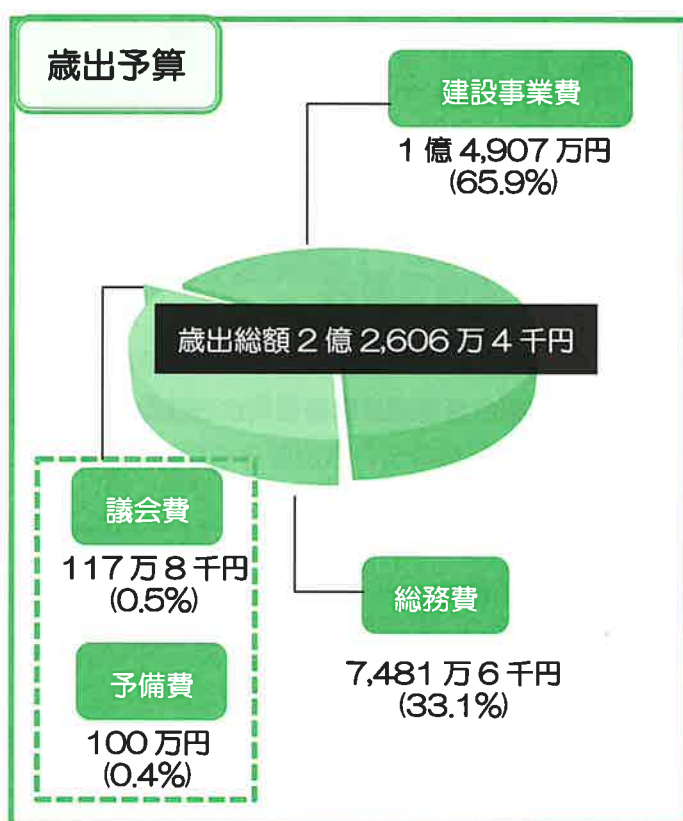 歳出予算
建設事業費
1億4,907万円
(65.9%)
歳出総額2億2,606万4千円
議会費
117万8千円
(0.5%)
総務費
7,481万6千円
(33.1%)
予備費
100万円
(0.4%)